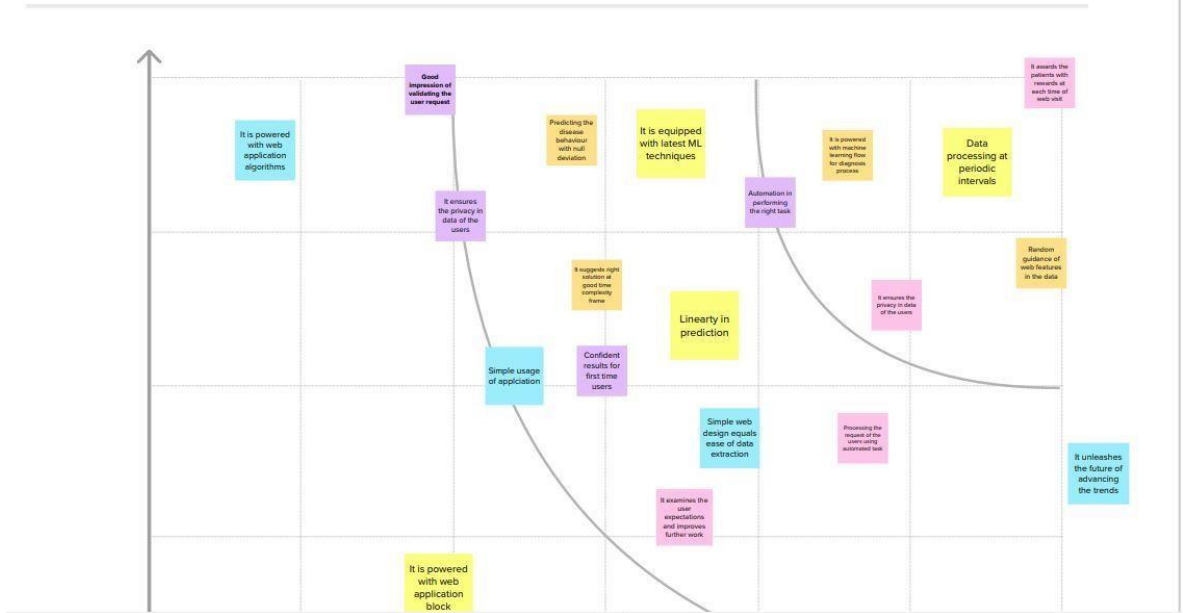 Good
impression of
validating the
user request
It awards the
patients with
rewards at
each time of
web visit
It is powered
with web
application
algorithms
Predicting the
disease
behaviour
with null
deviation
It is equipped
with latest ML
techniques
It is powered
with machine
learning flow
for diagnosis
process
Data
processing at
periodic
intervals
It ensures
the privacy in
data of the
users
Automation in
performing
the right task
It suggests right
solution at
good time
complexity
frame
Random
guidance of
web features
in the data
It ensures the
privacy in data
of the users
Linearty in
prediction
Simple usage
of applciation
Confident
results for
first time
users
Simple web
design equals
ease of data
extraction
Processing the
request of the
users using
automated task
It unleashes
the future of
advancing
the trends
It examines the
user
expectations
and improves
further work
It is powered
with web
application
block